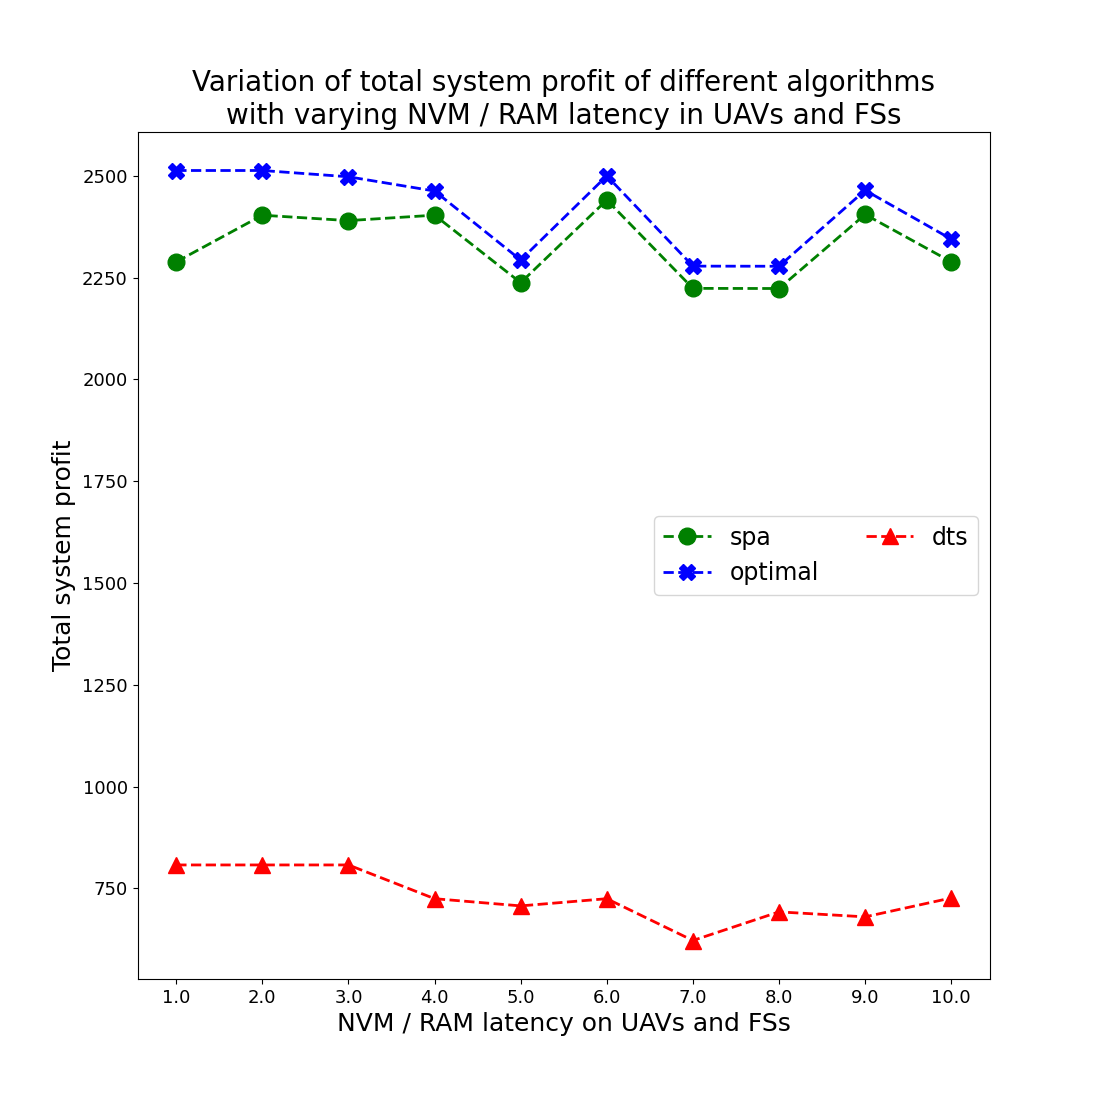 Variation of total system profit of different algorithms
with varying NVM / RAM latency in UAVs and FSs
Total system profit
2500
2250
2000
1750
1500
1250
1000
750
spa
optimal
dts
1.0 2.0 3.0 4.0 5.0 6.0 7.0 8.0 9.0 10.0
NVM / RAM latency on UAVs and FSs